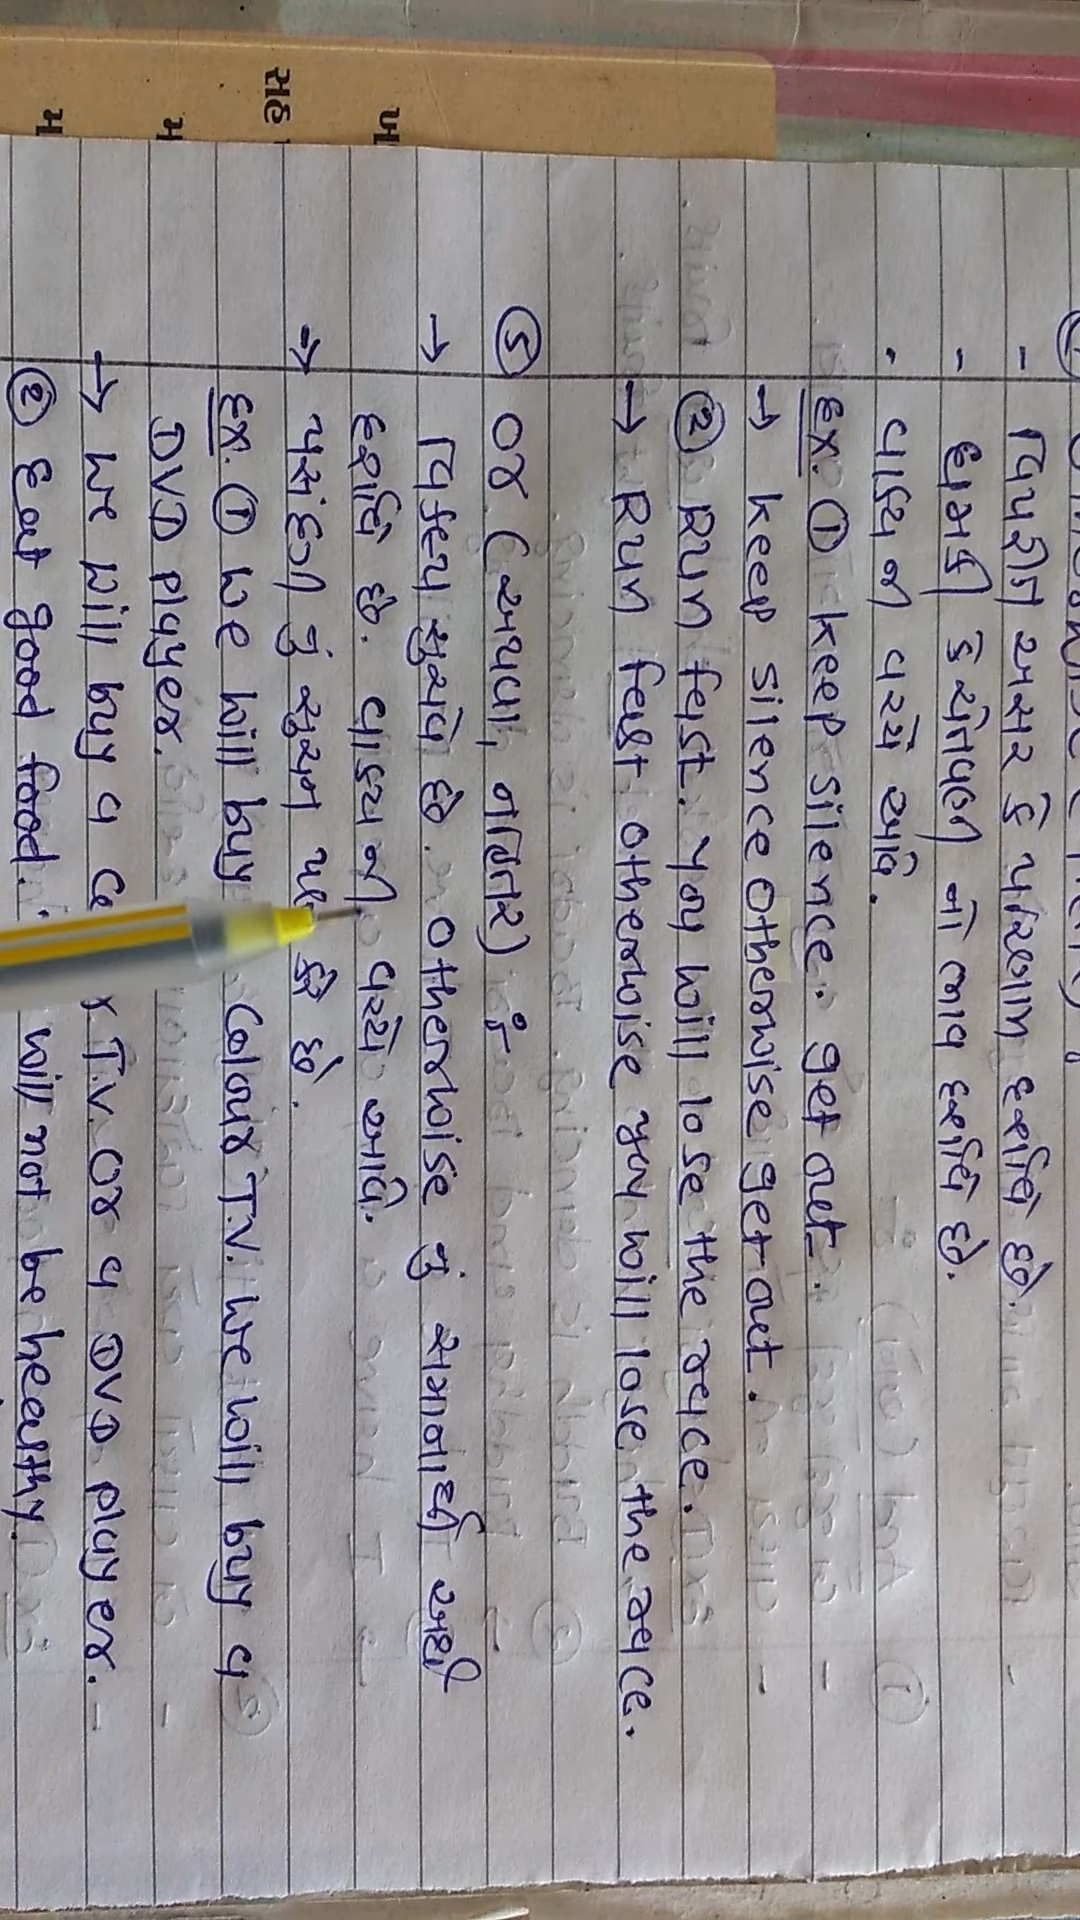 - વિપરીત અસર કે પરિણામ દર્શાવે છે.
- ધમકી કે ચેતવણી નો ભાવ દર્શાવે છે.
• વાક્ય ની વચ્ચે આવે.
Ex. ① keep silence. get out.
→ keep silence otherwise get out.
② Run fast. you will lose the race.
→ Run fast otherwise you will lose the race.
⑤ or (અથવા, નહિતર) :-
→ વિકલ્પ સુચવે છે. otherwise નું સમાનાર્થી અર્થ
દર્શાવે છે. વાક્ય ની વચ્ચે આવે.
→ પસંદગી નું સુચન છે.
Ex. ① we will buy colour T.V. we will buy a
DVD player.
→ we will buy a T.V. or a DVD player.
② Eat good food. will not be healthy.
સહ
મ
મ